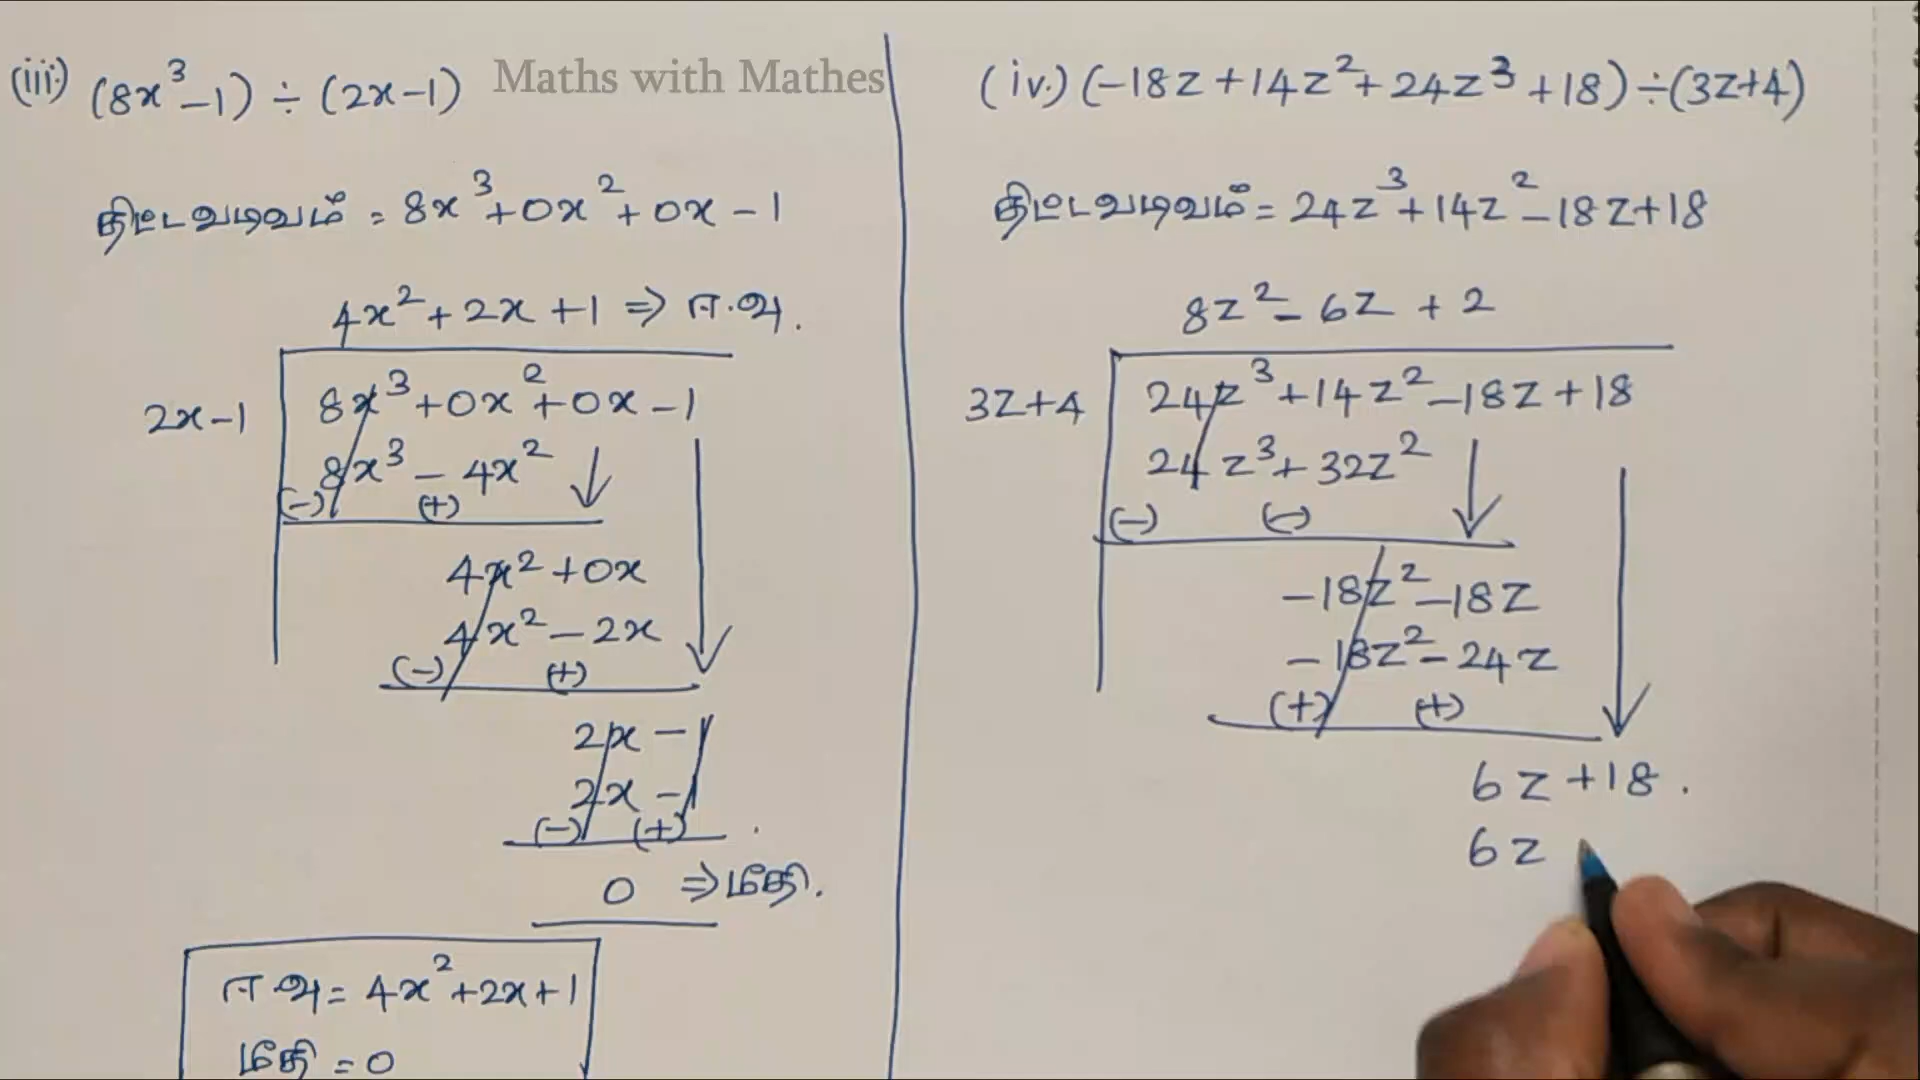 (iii) (8x³-1) ÷ (2x-1)
Maths with Mathes
திட்டவடிவம் = 8x³+0x²+0x-1
4x²+2x+1 ⇒ ஈ.அ.
2x-1
8x³+0x²+0x-1
8x³-4x²
(-) (+)
4x²+0x
4x²-2x
(-) (+)
2x-1
2x-1
(-) (+)
0 ⇒ மீதி.
ஈ.அ = 4x²+2x+1
மீதி = 0
(iv.) (-18z+14z²+24z³+18) ÷ (3z+4)
திட்டவடிவம் = 24z³+14z²-18z+18
8z²-6z+2
3z+4
24z³+14z²-18z+18
24z³+32z²
(-) (-)
-18z²-18z
-18z²-24z
(+) (+)
6z+18.
6z